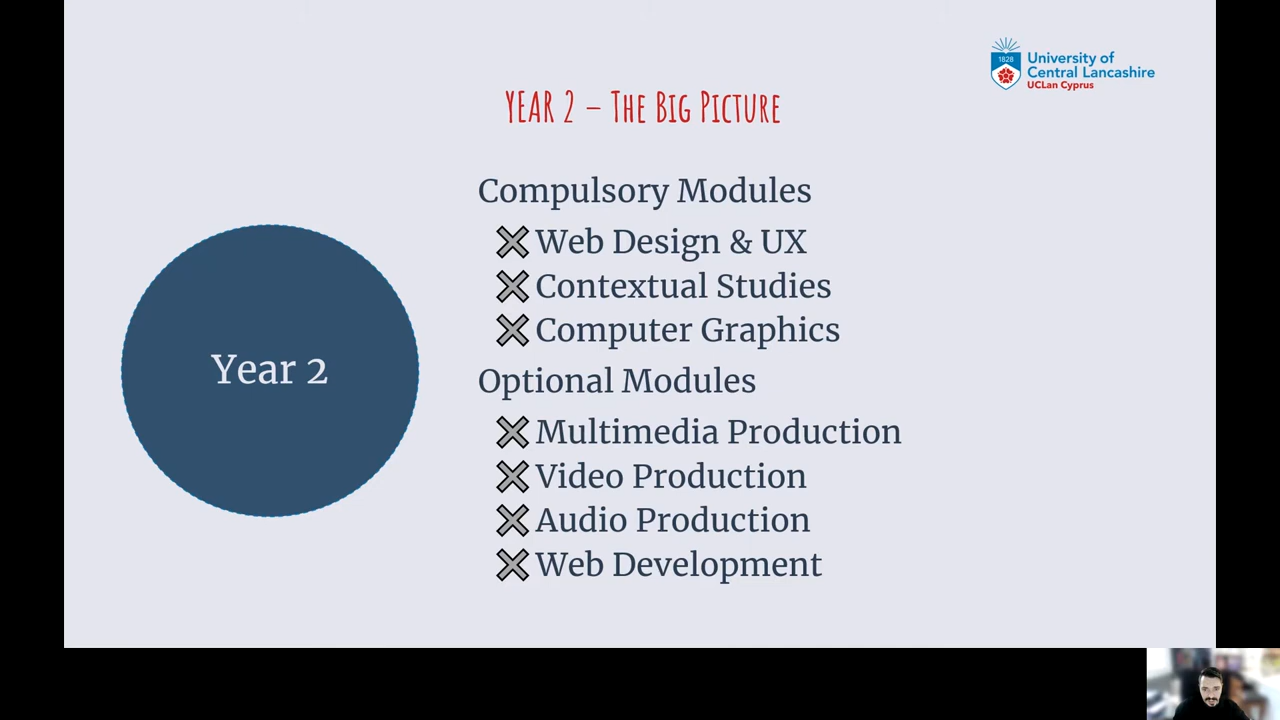 1828
University of
Central Lancashire
UCLan Cyprus
YEAR 2 – The Big Picture
Year 2
Compulsory Modules
Web Design & UX
Contextual Studies
Computer Graphics
Optional Modules
Multimedia Production
Video Production
Audio Production
Web Development